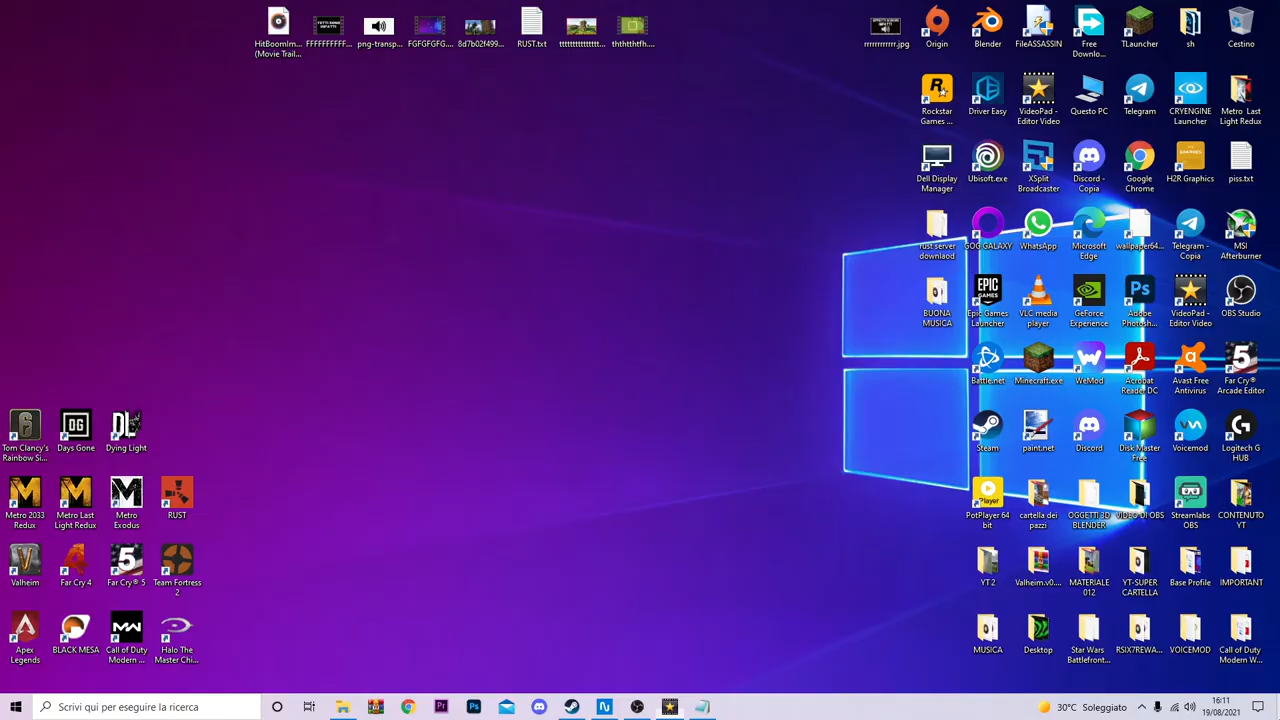 HitBoomIm...
(Movie Trail...
FFFFFFFFFF...
png-transp...
FGFGFGFG....
8d7b02f499...
RUST.txt
ththtthtfh....
rrrrrrrrrrr.jpg
Origin
Blender
FileASSASSIN
Free
Downlo...
TLauncher
sh
Cestino
Rockstar
Games ...
Driver Easy
VideoPad -
Editor Video
Questo PC
Telegram
CRYENGINE
Launcher
Metro Last
Light Redux
Dell Display
Manager
Ubisoft.exe
XSplit
Broadcaster
Discord -
Copia
Google
Chrome
H2R Graphics
piss.txt
rust server
downlaod
GOG GALAXY
WhatsApp
Microsoft
Edge
wallpaper64...
Telegram -
Copia
MSI
Afterburner
BUONA
MUSICA
Epic Games
Launcher
VLC media
player
GeForce
Experience
Adobe
Photosh...
VideoPad -
Editor Video
OBS Studio
Battle.net
Minecraft.exe
WeMod
Acrobat
Reader DC
Avast Free
Antivirus
Far Cry® 5
Arcade Editor
Tom Clancy's
Rainbow Si...
Days Gone
Dying Light
Steam
paint.net
Discord
Disk Master
Free
Voicemod
Logitech G
HUB
Metro 2033
Redux
Metro Last
Light Redux
Metro
Exodus
RUST
PotPlayer 64
bit
cartella dei
pazzi
OGGETTI 3D
BLENDER
VIDEO DI OBS
Streamlabs
OBS
CONTENUTO
YT
Valheim
Far Cry 4
Far Cry® 5
Team Fortress
2
YT 2
Valheim.v0....
MATERIALE
012
YT-SUPER
CARTELLA
Base Profile
IMPORTANT
Apex
Legends
BLACK MESA
Call of Duty
Modern ...
Halo The
Master Chi...
MUSICA
Desktop
Star Wars
Battlefront...
RSIX7REWA...
VOICEMOD
Call of Duty
Modern W...
Scrivi qui per eseguire la ricerca
30°C Soleggiato
16:11
19/08/2021